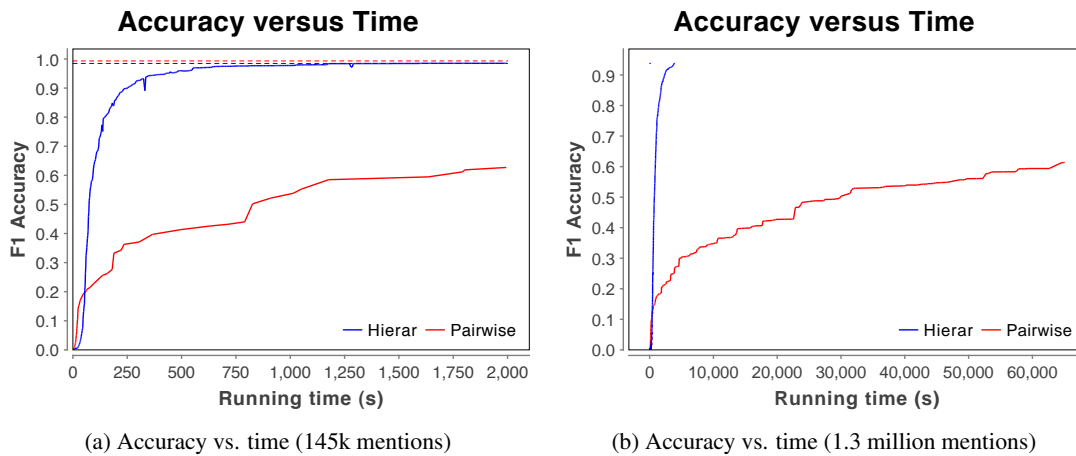 Accuracy versus Time
1.0
0.9
0.8
0.7
0.6
0.5
0.4
0.3
0.2
0.1
0.0
F1 Accuracy
Hierar Pairwise
0 250 500 750 1,000 1,250 1,500 1,750 2,000
Running time (s)
(a) Accuracy vs. time (145k mentions)
Accuracy versus Time
0.9
0.8
0.7
0.6
0.5
0.4
0.3
0.2
0.1
0.0
F1 Accuracy
Hierar Pairwise
0 10,000 20,000 30,000 40,000 50,000 60,000
Running time (s)
(b) Accuracy vs. time (1.3 million mentions)